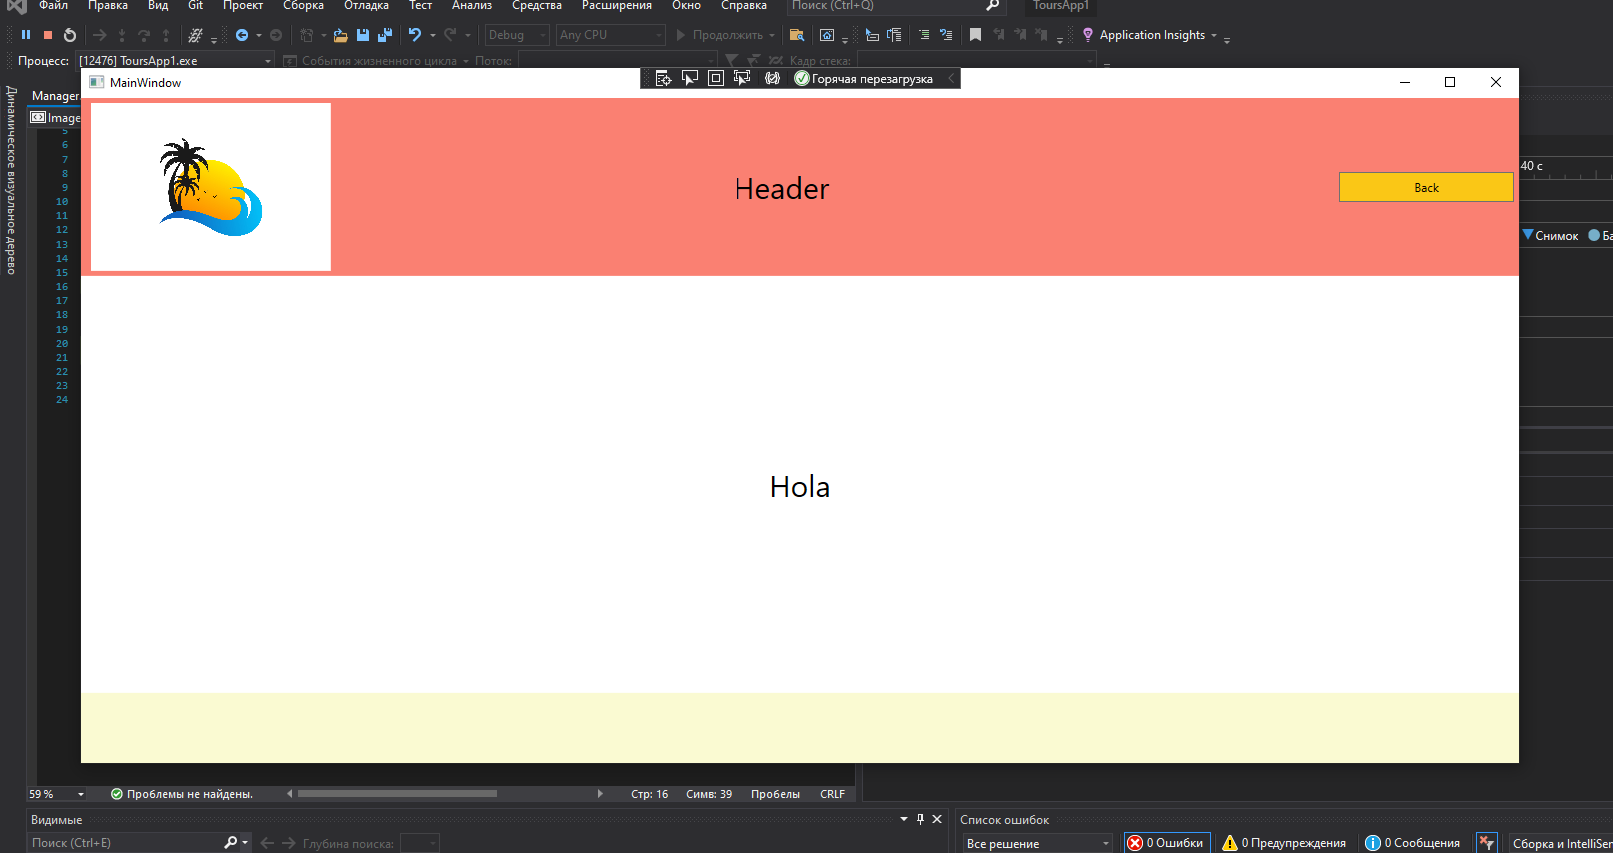 Файл Правка Вид Git Проект Сборка Отладка Тест Анализ Средства Расширения Окно Справка Поиск (Ctrl+Q) ToursApp1
Debug Any CPU Продолжить Application Insights
Процесс: [12476] ToursApp1.exe События жизненного цикла Поток: Кадр стека:
MainWindow Горячая перезагрузка
Динамическое визуальное дерево
Manager
Image
5
6
7
8
9
10
11
12
13
14
15
16
17
18
19
20
21
22
23
24
Header
Back
40 с
Снимок
Hola
59 % Проблемы не найдены. Стр: 16 Симв: 39 Пробелы CRLF
Видимые
Поиск (Ctrl+E) Глубина поиска:
Список ошибок
Все решение 0 Ошибки 0 Предупреждения 0 Сообщения Сборка и IntelliSen